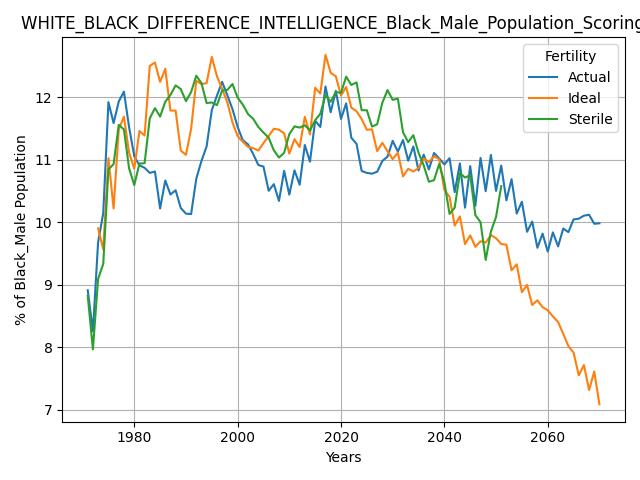 WHITE_BLACK_DIFFERENCE_INTELLIGENCE_Black_Male_Population_Scoring
Fertility
Actual
Ideal
Sterile
% of Black_Male Population
12
11
10
9
8
7
1980
2000
2020
2040
2060
Years